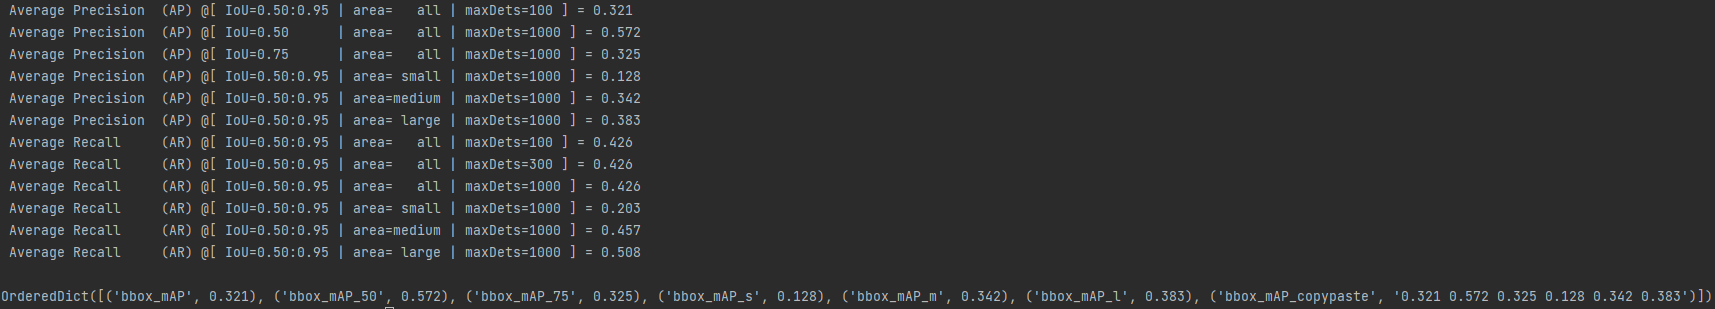 Average Precision  (AP) @[ IoU=0.50:0.95 | area=   all | maxDets=100 ] = 0.321
Average Precision  (AP) @[ IoU=0.50      | area=   all | maxDets=1000 ] = 0.572
Average Precision  (AP) @[ IoU=0.75      | area=   all | maxDets=1000 ] = 0.325
Average Precision  (AP) @[ IoU=0.50:0.95 | area= small | maxDets=1000 ] = 0.128
Average Precision  (AP) @[ IoU=0.50:0.95 | area=medium | maxDets=1000 ] = 0.342
Average Precision  (AP) @[ IoU=0.50:0.95 | area= large | maxDets=1000 ] = 0.383
Average Recall     (AR) @[ IoU=0.50:0.95 | area=   all | maxDets=100 ] = 0.426
Average Recall     (AR) @[ IoU=0.50:0.95 | area=   all | maxDets=300 ] = 0.426
Average Recall     (AR) @[ IoU=0.50:0.95 | area=   all | maxDets=1000 ] = 0.426
Average Recall     (AR) @[ IoU=0.50:0.95 | area= small | maxDets=1000 ] = 0.203
Average Recall     (AR) @[ IoU=0.50:0.95 | area=medium | maxDets=1000 ] = 0.457
Average Recall     (AR) @[ IoU=0.50:0.95 | area= large | maxDets=1000 ] = 0.508
OrderedDict([('bbox_mAP', 0.321), ('bbox_mAP_50', 0.572), ('bbox_mAP_75', 0.325), ('bbox_mAP_s', 0.128), ('bbox_mAP_m', 0.342), ('bbox_mAP_l', 0.383), ('bbox_mAP_copypaste', '0.321 0.572 0.325 0.128 0.342 0.383')])